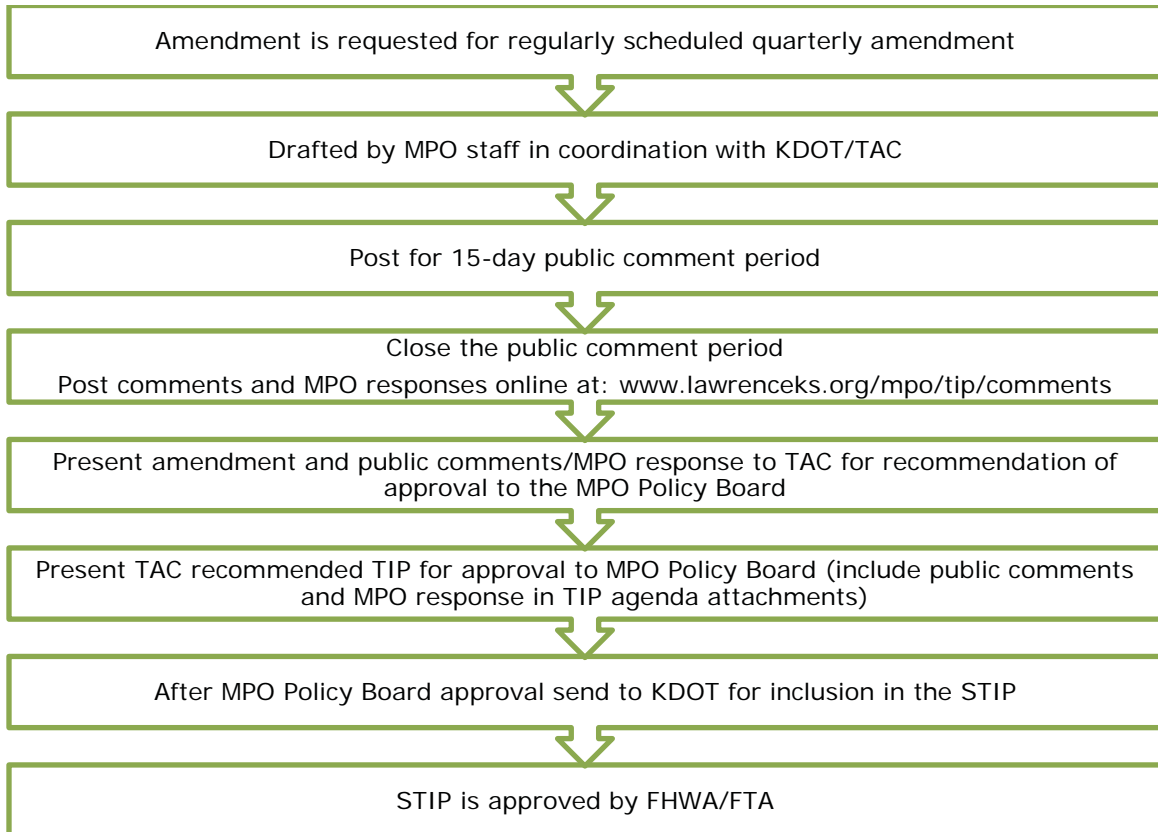 Amendment is requested for regularly scheduled quarterly amendment
Drafted by MPO staff in coordination with KDOT/TAC
Post for 15-day public comment period
Close the public comment period
Post comments and MPO responses online at: www.lawrenceks.org/mpo/tip/comments
Present amendment and public comments/MPO response to TAC for recommendation of
approval to the MPO Policy Board
Present TAC recommended TIP for approval to MPO Policy Board (include public comments
and MPO response in TIP agenda attachments)
After MPO Policy Board approval send to KDOT for inclusion in the STIP
STIP is approved by FHWA/FTA